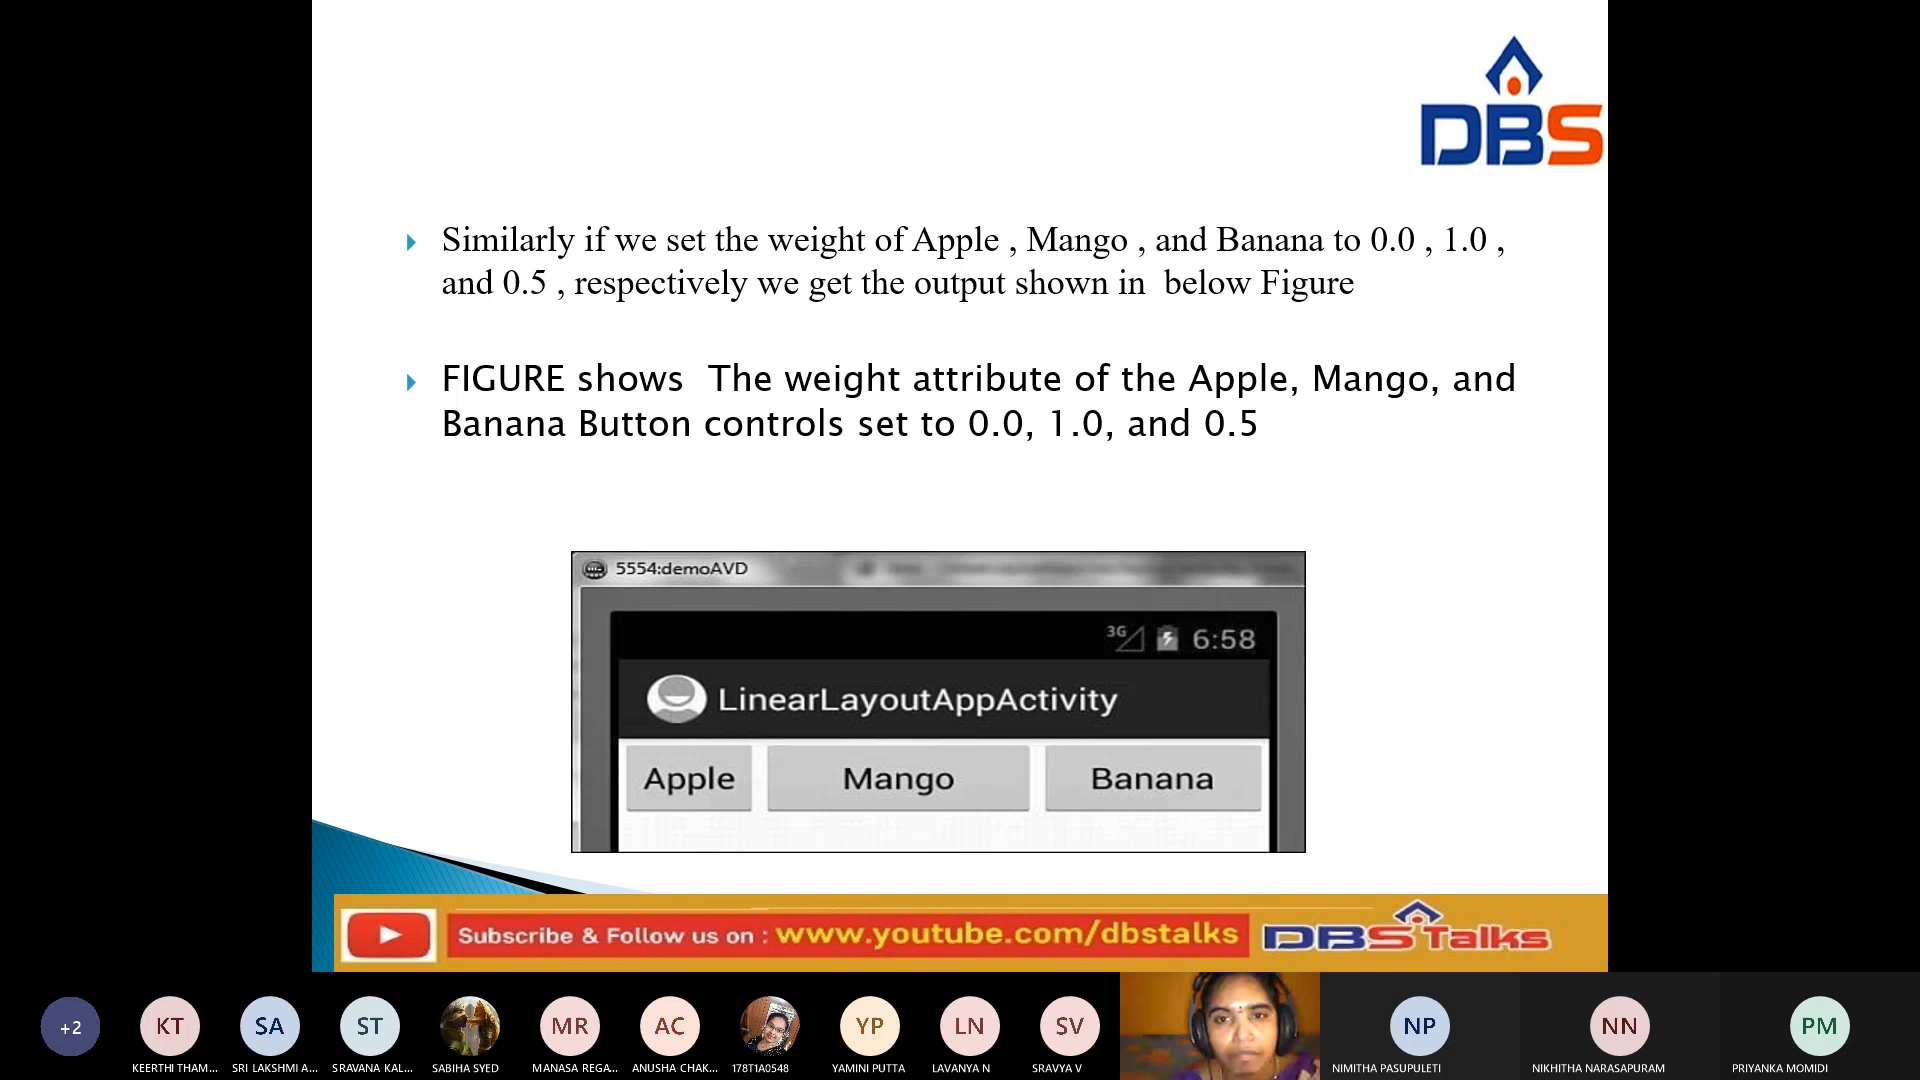 DBS
Similarly if we set the weight of Apple , Mango , and Banana to 0.0 , 1.0 ,
and 0.5 , respectively we get the output shown in below Figure
FIGURE shows The weight attribute of the Apple, Mango, and
Banana Button controls set to 0.0, 1.0, and 0.5
5554:demoAVD
3G 6:58
LinearLayoutAppActivity
Apple Mango Banana
Subscribe & Follow us on : www.youtube.com/dbstalks DBS Talks
+2 KT SA ST MR AC YP LN SV NP NN PM
KEERTHI THAM... SRI LAKSHMI A... SRAVANA KAL... SABIHA SYED MANASA REGA... ANUSHA CHAK... 178T1A0548 YAMINI PUTTA LAVANYA N SRAVYA V NIMITHA PASUPULETI NIKHITHA NARASAPURAM PRIYANKA MOMIDI